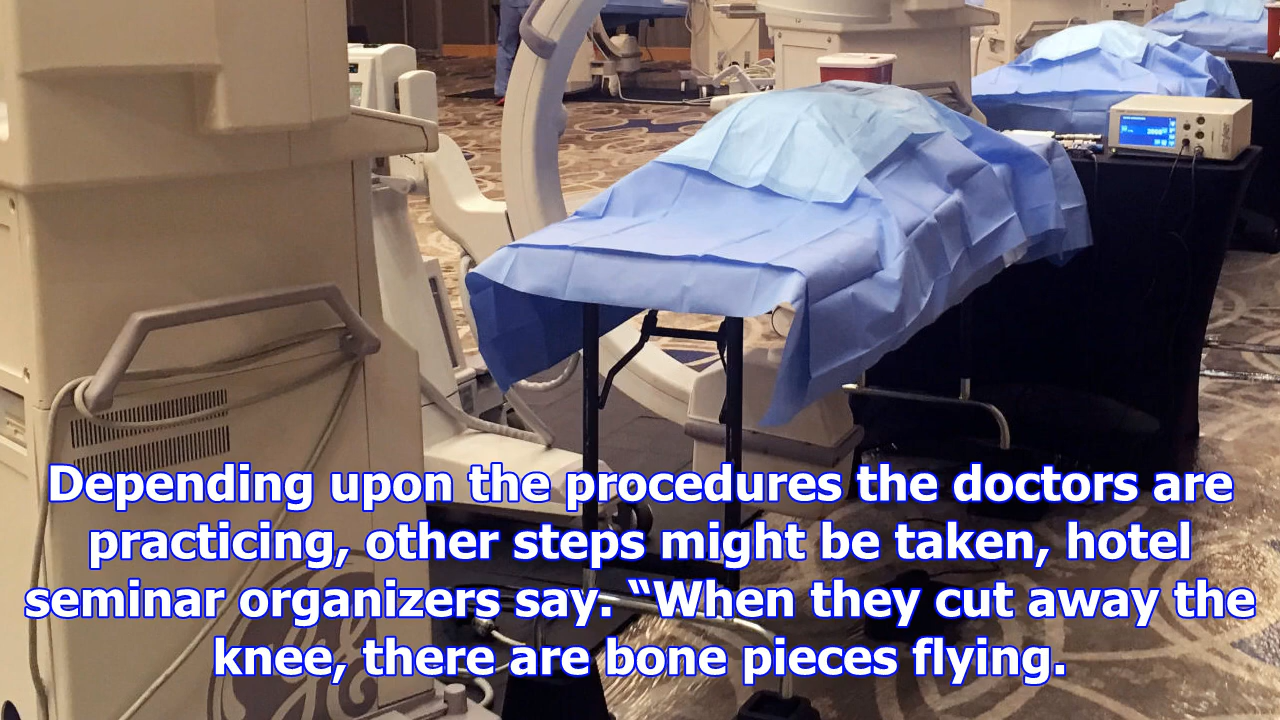 Depending upon the procedures the doctors are
practicing, other steps might be taken, hotel
seminar organizers say. “When they cut away the
knee, there are bone pieces flying.
GE